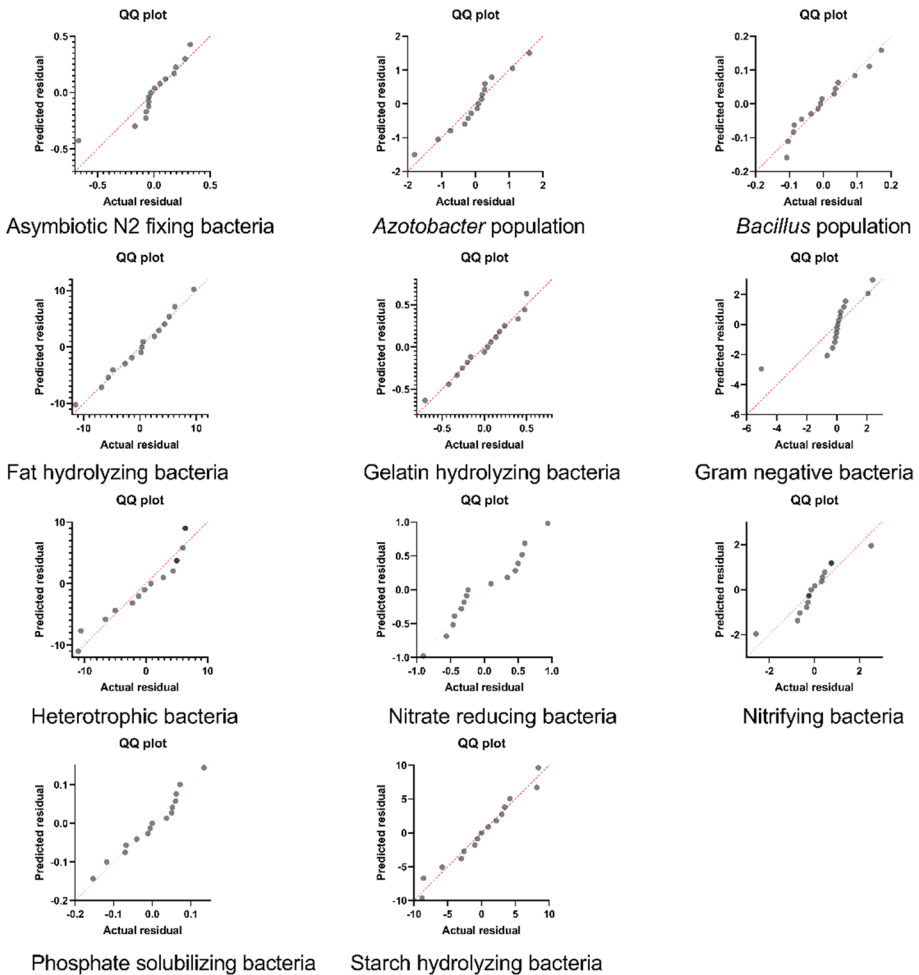 QQ plot QQ plot QQ plot
Predicted residual Predicted residual Predicted residual
0.5 2 0.2
1 0.1
0.0 0 0.0
-1 -0.1
-0.5 -2 -0.2
-0.5 0.0 0.5 -2 -1 0 1 2 -0.2 -0.1 0.0 0.1 0.2
Actual residual Actual residual Actual residual
Asymbiotic N2 fixing bacteria Azotobacter population Bacillus population
QQ plot QQ plot QQ plot
Predicted residual Predicted residual Predicted residual
10 0.5 2
0 0.0 0
-2
-10 -0.5 -4
-6
-10 0 10 -0.5 0.0 0.5 -6 -4 -2 0 2
Actual residual Actual residual Actual residual
Fat hydrolyzing bacteria Gelatin hydrolyzing bacteria Gram negative bacteria
QQ plot QQ plot QQ plot
Predicted residual Predicted residual Predicted residual
10 1.0 2
0.5
0 0.0 0
-0.5
-10 -1.0 -2
-10 0 10 -1.0 -0.5 0.0 0.5 1.0 -2 0 2
Actual residual Actual residual Actual residual
Heterotrophic bacteria Nitrate reducing bacteria Nitrifying bacteria
QQ plot QQ plot
Predicted residual Predicted residual
0.1 10
5
0.0 0
-0.1 -5
-0.2 -10
-0.2 -0.1 0.0 0.1 -10 -5 0 5 10
Actual residual Actual residual
Phosphate solubilizing bacteria Starch hydrolyzing bacteria